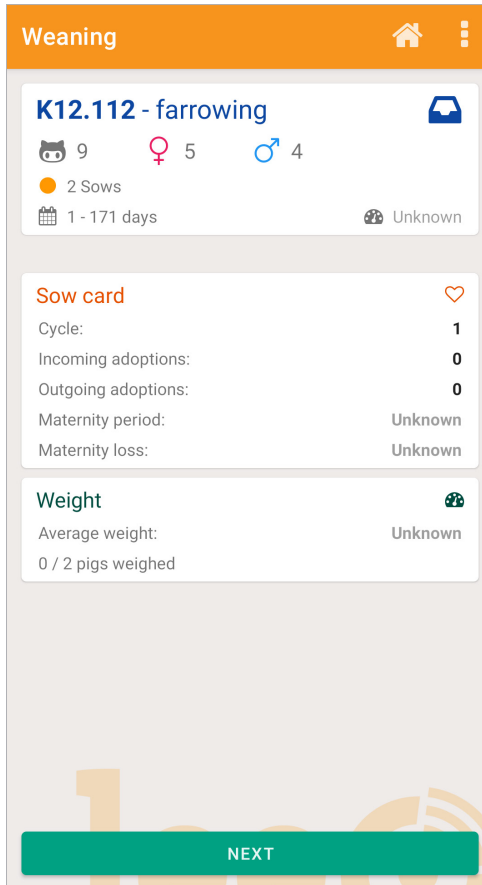 Weaning
K12.112 - farrowing
9 5 4
2 Sows
1 - 171 days Unknown
Sow card
Cycle: 1
Incoming adoptions: 0
Outgoing adoptions: 0
Maternity period: Unknown
Maternity loss: Unknown
Weight
Average weight: Unknown
0 / 2 pigs weighed
NEXT